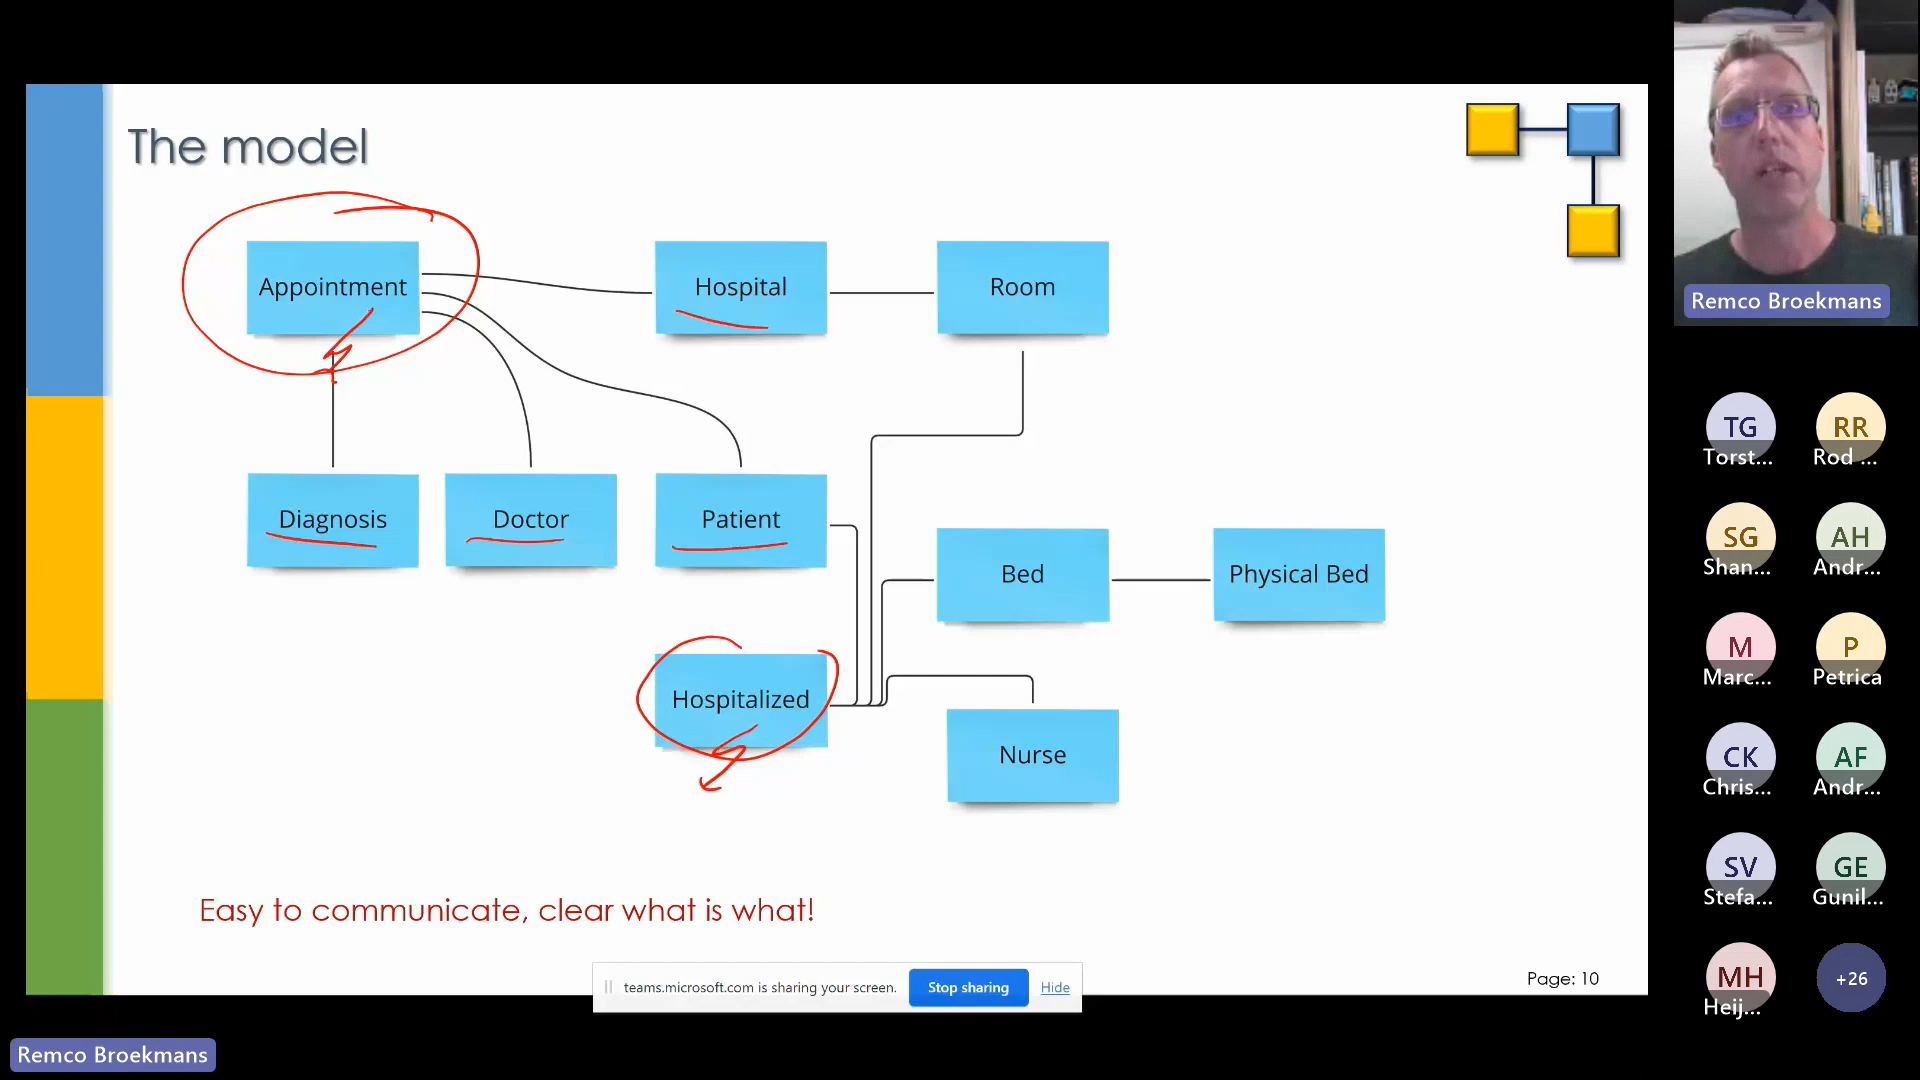 The model
Appointment
Hospital
Room
Diagnosis
Doctor
Patient
Bed
Physical Bed
Hospitalized
Nurse
Easy to communicate, clear what is what!
Page: 10
teams.microsoft.com is sharing your screen.
Stop sharing
Hide
Remco Broekmans
Remco Broekmans
TG
RR
Torst...
Rod ...
SG
AH
Shan...
Andr...
M
P
Marc...
Petrica
CK
AF
Chris...
Andr...
SV
GE
Stefa...
Gunil...
MH
+26
Heij...